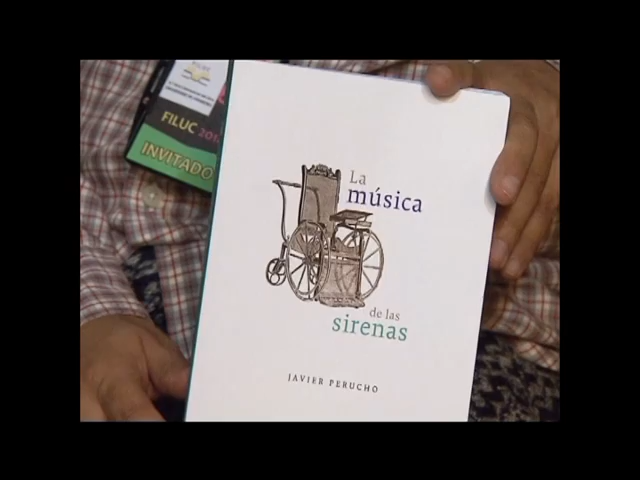 FILUC 201
INVITADO
La
música
de las
sirenas
JAVIER PERUCHO